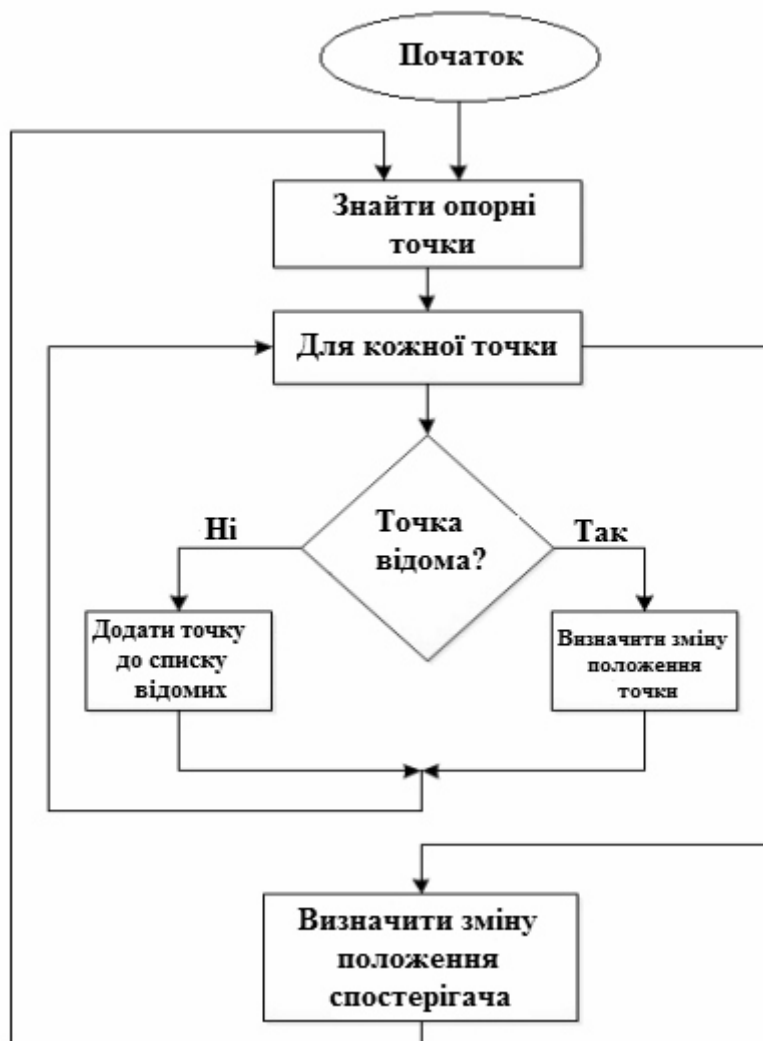 Початок
Знайти опорні
точки
Для кожної точки
Точка
відома?
Ні
Так
Додати точку
до списку
відомих
Визначити зміну
положення
точки
Визначити зміну
положення
спостерігача